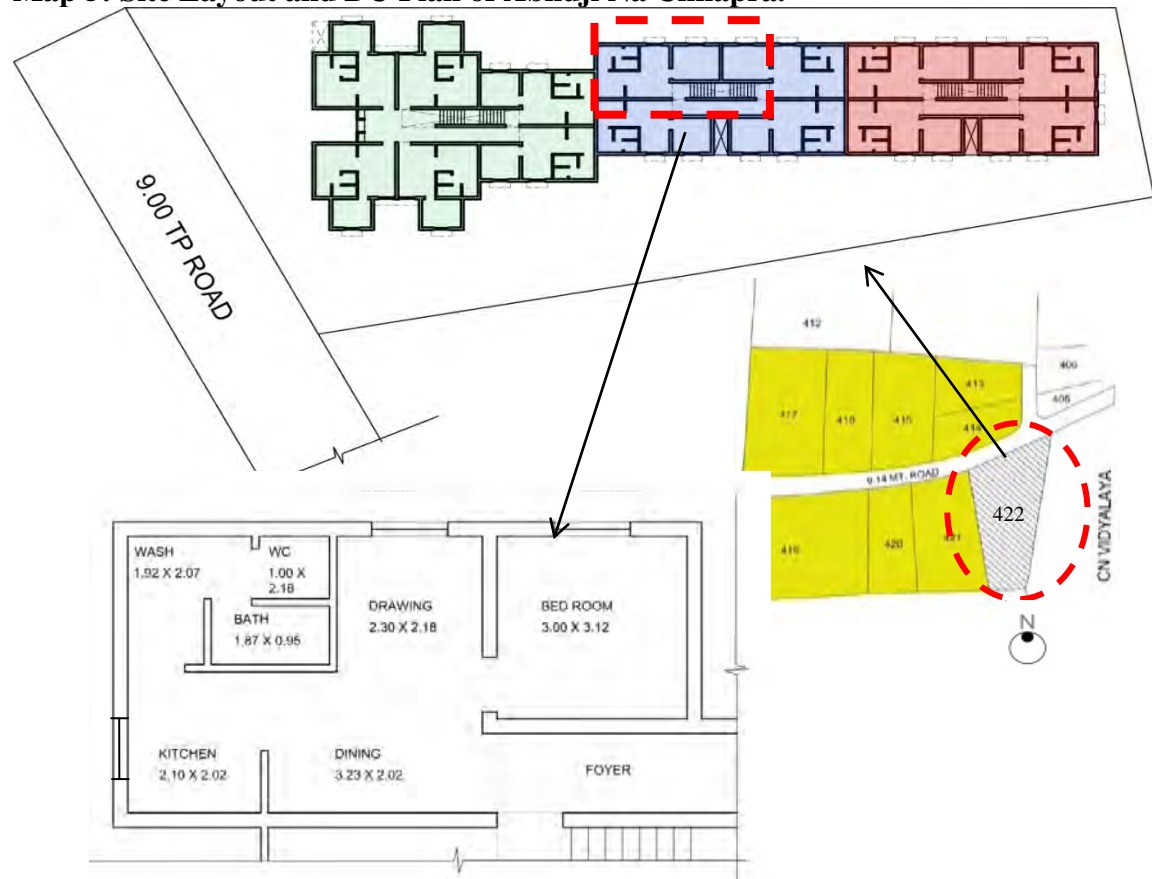 9.00 TP ROAD
412
400
405
413
417
418
415
414
9.14 MT. ROAD
422
419
420
421
CN VIDYALAYA
N
WASH
1.92 X 2.07
WC
1.00 X
2.18
BATH
1.87 X 0.95
DRAWING
2.30 X 2.18
BED ROOM
3.00 X 3.12
KITCHEN
2.10 X 2.02
DINING
3.23 X 2.02
FOYER